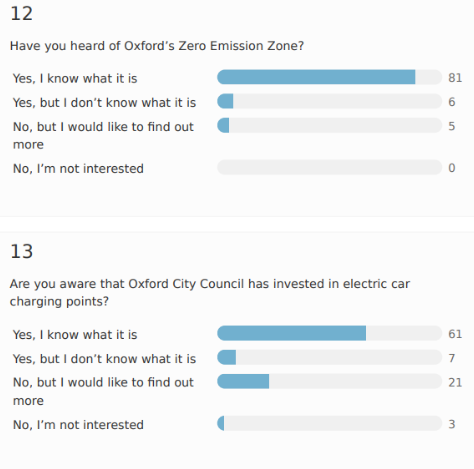 12
Have you heard of Oxford’s Zero Emission Zone?
Yes, I know what it is 81
Yes, but I don’t know what it is 6
No, but I would like to find out 5
more
No, I’m not interested 0
13
Are you aware that Oxford City Council has invested in electric car
charging points?
Yes, I know what it is 61
Yes, but I don’t know what it is 7
No, but I would like to find out 21
more
No, I’m not interested 3